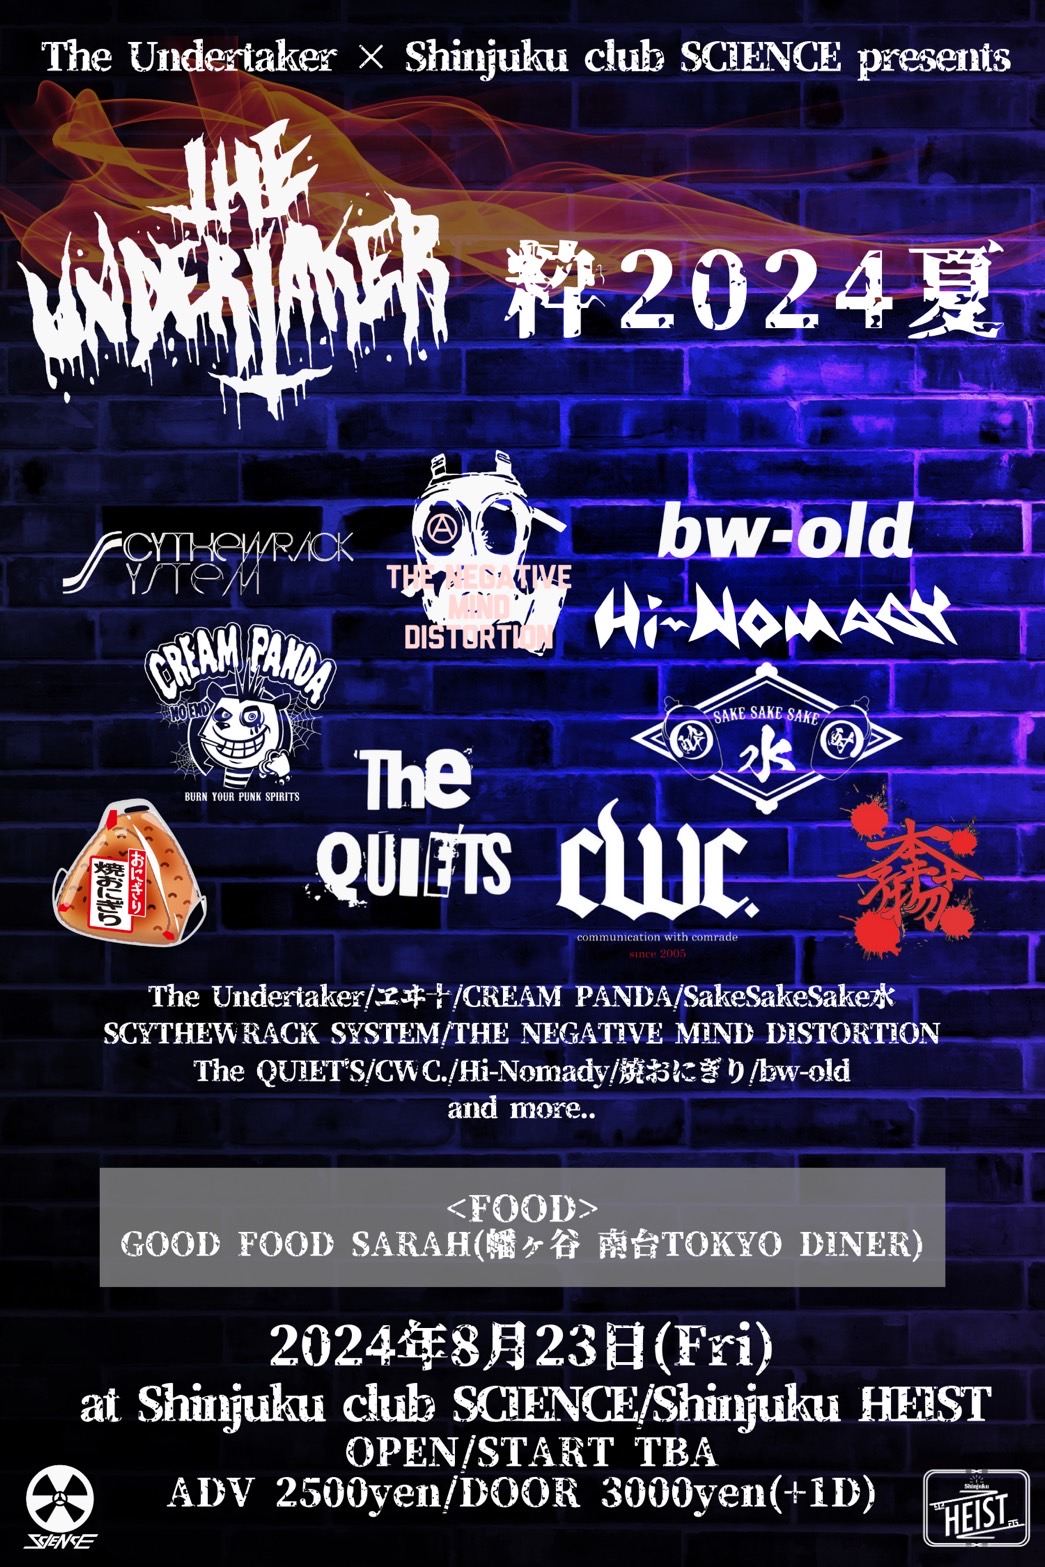 The Undertaker × Shinjuku club SCIENCE presents
THE
UNDERTAKER
粋2024夏
SCYTHEWRACK
SYSTEM
THE NEGATIVE
MIND
DISTORTION
bw-old
Hi-Nomady
CREAM PANDA
NO END
BURN YOUR PUNK SPIRITS
SAKE SAKE SAKE
水
The
QUIETS
おにぎり
焼おにぎり
CWC.
communication with comrade
since 2005
The Undertaker/ヱヰ十/CREAM PANDA/SakeSakeSake水
SCYTHEWRACK SYSTEM/THE NEGATIVE MIND DISTORTION
The QUIET'S/CWC./Hi-Nomady/焼おにぎり/bw-old
and more..
<FOOD>
GOOD FOOD SARAH(幡ヶ谷 南台TOKYO DINER)
2024年8月23日(Fri)
at Shinjuku club SCIENCE/Shinjuku HEIST
OPEN/START TBA
ADV 2500yen/DOOR 3000yen(+1D)
SCIENCE
Shinjuku
HEIST